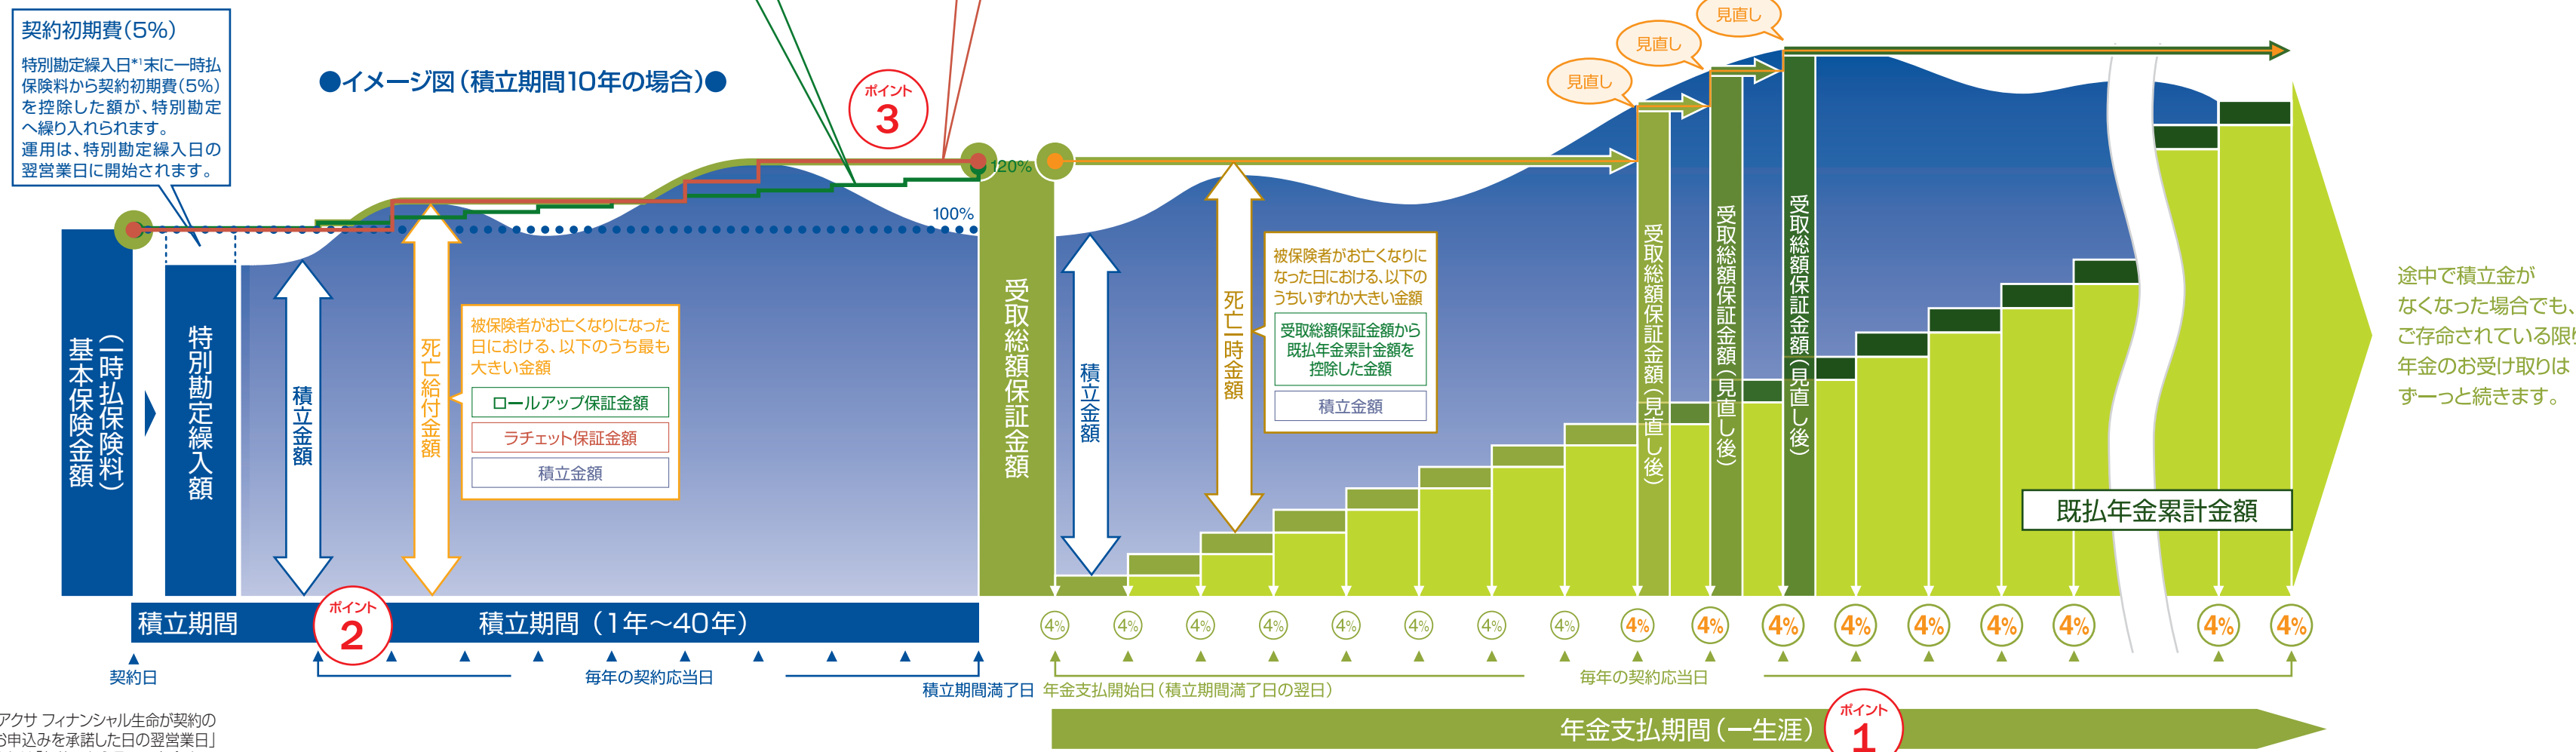 契約初期費(5%)
特別勘定繰入日*¹末に一時払
保険料から契約初期費(5%)
を控除した額が、特別勘定
へ繰り入れられます。
運用は、特別勘定繰入日の
翌営業日に開始されます。
●イメージ図(積立期間10年の場合)●
ポイント
3
見直し
見直し
見直し
120%
100%
基本保険金額
(一時払保険料)
特別勘定繰入額
積立金額
死亡給付金額
被保険者がお亡くなりになった
日における、以下のうち最も
大きい金額
ロールアップ保証金額
ラチェット保証金額
積立金額
受取総額保証金額
積立金額
死亡一時金額
被保険者がお亡くなりに
なった日における、以下の
うちいずれか大きい金額
受取総額保証金額から
既払年金累計金額を
控除した金額
積立金額
受取総額保証金額(見直し後)
受取総額保証金額(見直し後)
受取総額保証金額(見直し後)
既払年金累計金額
途中で積立金が
なくなった場合でも、
ご存命されている限り
年金のお受け取りは
ずーっと続きます。
積立期間
ポイント
2
積立期間(1年〜40年)
4% 4% 4% 4% 4% 4% 4% 4% 4% 4% 4% 4% 4% 4% 4% 4% 4%
契約日
毎年の契約応当日
積立期間満了日
年金支払開始日(積立期間満了日の翌日)
毎年の契約応当日
年金支払期間(一生涯)
ポイント
1
アクサ フィナンシャル生命が契約の
お申込みを承諾した日の翌営業日」